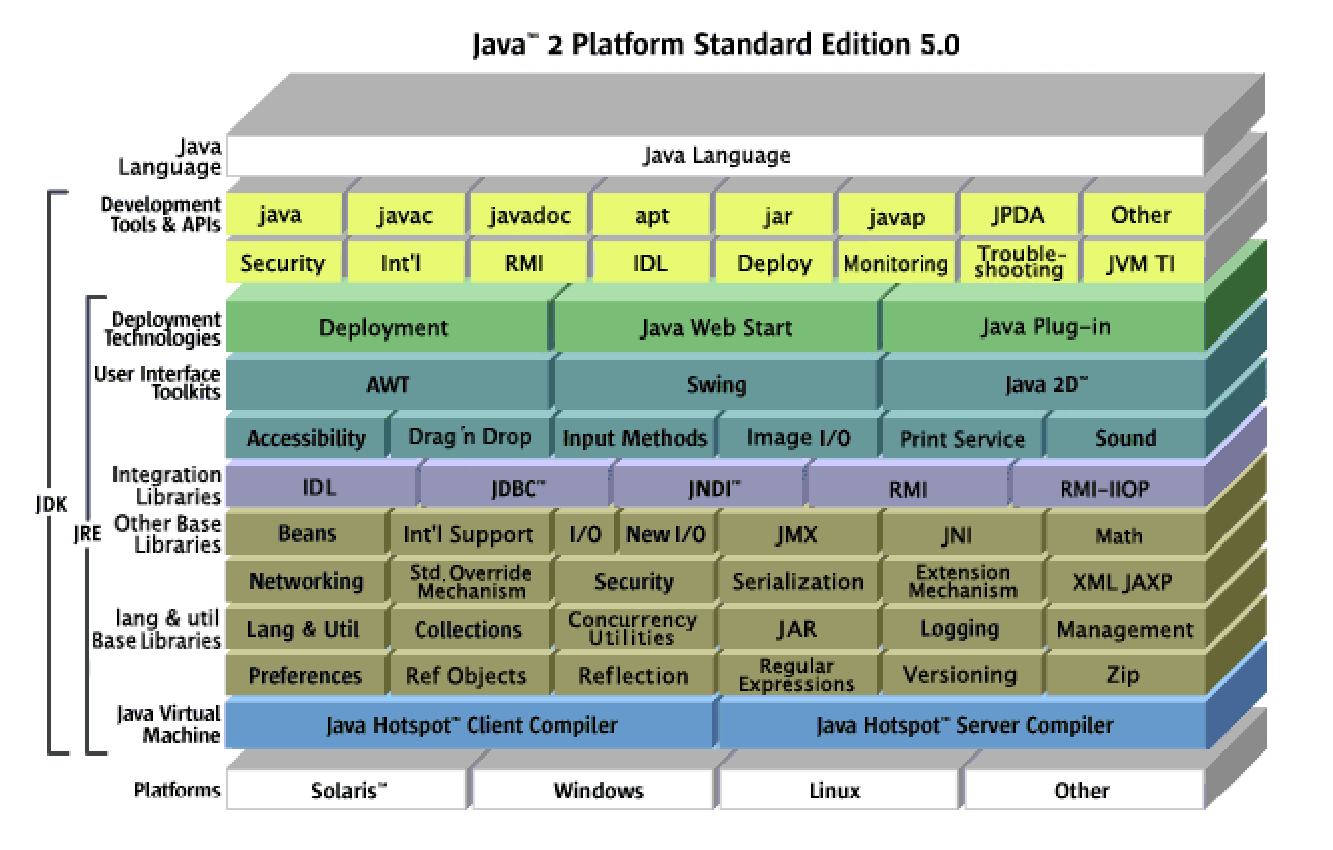 Java™ 2 Platform Standard Edition 5.0
Java
Language
Java Language
Development
Tools & APIs
java javac javadoc apt jar javap JPDA Other
Security Int'l RMI IDL Deploy Monitoring Trouble-
shooting JVM TI
Deployment
Technologies
Deployment Java Web Start Java Plug-in
User Interface
Toolkits
AWT Swing Java 2D™
Accessibility Drag 'n Drop Input Methods Image I/O Print Service Sound
Integration
Libraries
IDL JDBC™ JNDI™ RMI RMI-IIOP
JDK
JRE
Other Base
Libraries
Beans Int'l Support I/O New I/O JMX JNI Math
Networking Std. Override
Mechanism Security Serialization Extension
Mechanism XML JAXP
lang & util
Base Libraries
Lang & Util Collections Concurrency
Utilities JAR Logging Management
Preferences Ref Objects Reflection Regular
Expressions Versioning Zip
Java Virtual
Machine
Java Hotspot™ Client Compiler Java Hotspot™ Server Compiler
Platforms
Solaris™ Windows Linux Other